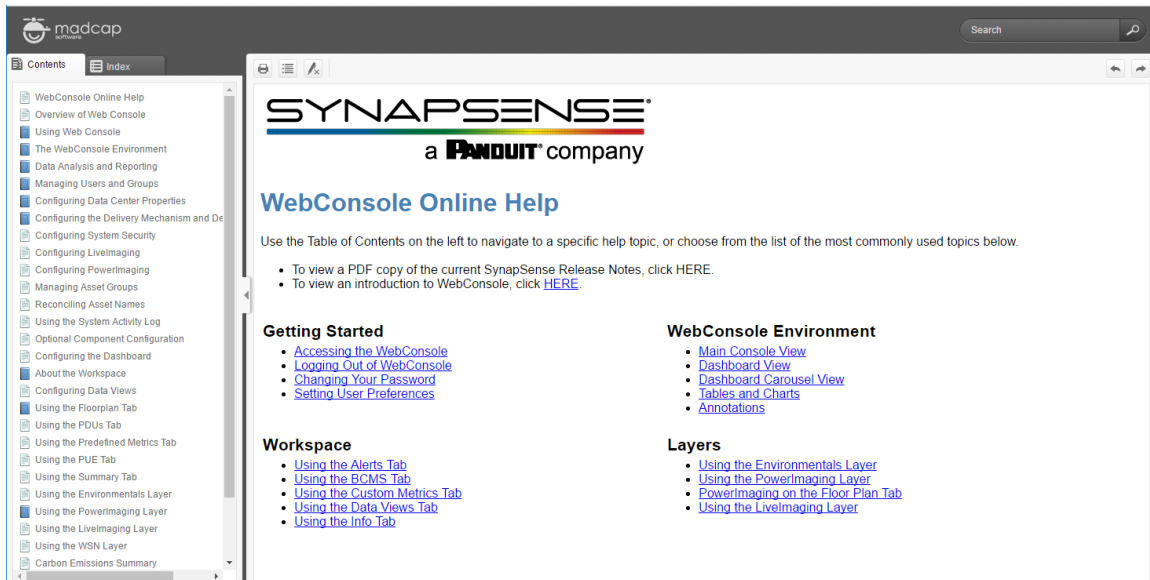 madcap
software
Search
Contents
Index
WebConsole Online Help
Overview of Web Console
Using Web Console
The WebConsole Environment
Data Analysis and Reporting
Managing Users and Groups
Configuring Data Center Properties
Configuring the Delivery Mechanism and De
Configuring System Security
Configuring LiveImaging
Configuring PowerImaging
Managing Asset Groups
Reconciling Asset Names
Using the System Activity Log
Optional Component Configuration
Configuring the Dashboard
About the Workspace
Configuring Data Views
Using the Floorplan Tab
Using the PDUs Tab
Using the Predefined Metrics Tab
Using the PUE Tab
Using the Summary Tab
Using the Environmentals Layer
Using the PowerImaging Layer
Using the LiveImaging Layer
Using the WSN Layer
Carbon Emissions Summary
SYNAPSENSE®
a PANDUIT® company
WebConsole Online Help
Use the Table of Contents on the left to navigate to a specific help topic, or choose from the list of the most commonly used topics below.
• To view a PDF copy of the current SynapSense Release Notes, click HERE.
• To view an introduction to WebConsole, click HERE.
Getting Started
• Accessing the WebConsole
• Logging Out of WebConsole
• Changing Your Password
• Setting User Preferences
WebConsole Environment
• Main Console View
• Dashboard View
• Dashboard Carousel View
• Tables and Charts
• Annotations
Workspace
• Using the Alerts Tab
• Using the BCMS Tab
• Using the Custom Metrics Tab
• Using the Data Views Tab
• Using the Info Tab
Layers
• Using the Environmentals Layer
• Using the PowerImaging Layer
• PowerImaging on the Floor Plan Tab
• Using the LiveImaging Layer